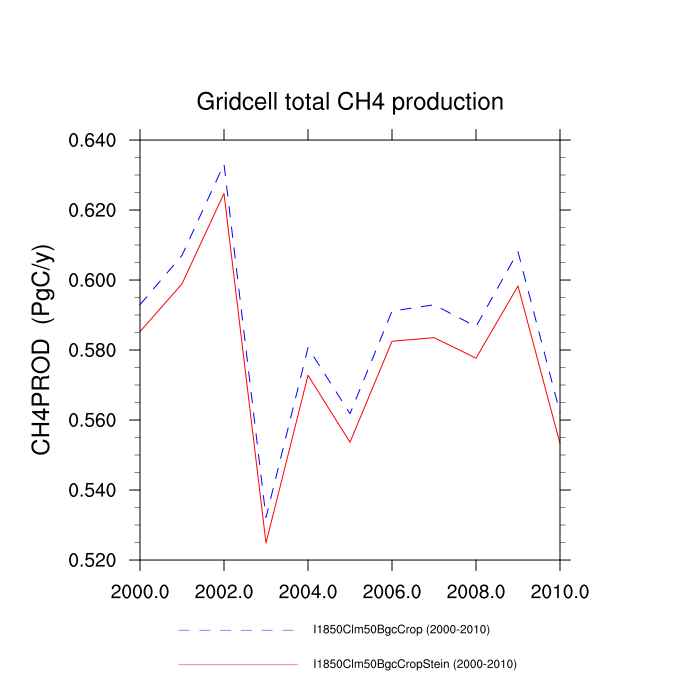 Gridcell total CH4 production
CH4PROD (PgC/y)
0.640
0.620
0.600
0.580
0.560
0.540
0.520
2000.0 2002.0 2004.0 2006.0 2008.0 2010.0
I1850Clm50BgcCrop (2000-2010)
I1850Clm50BgcCropStein (2000-2010)